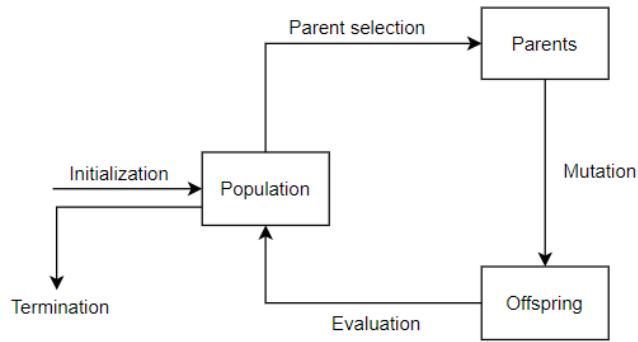 Parent selection
Parents
Initialization
Population
Mutation
Termination
Offspring
Evaluation